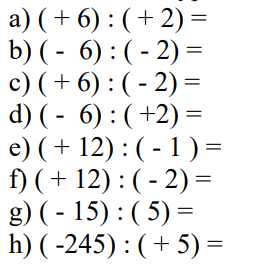 a) ( + 6) : ( + 2) =
b) ( -  6) : ( - 2) =
c) ( + 6) : ( - 2) =
d) ( -  6) : ( +2) =
e) ( + 12) : ( - 1 ) =
f) ( + 12) : ( - 2) =
g) ( - 15) : ( 5) =
h) ( -245) : ( + 5) =